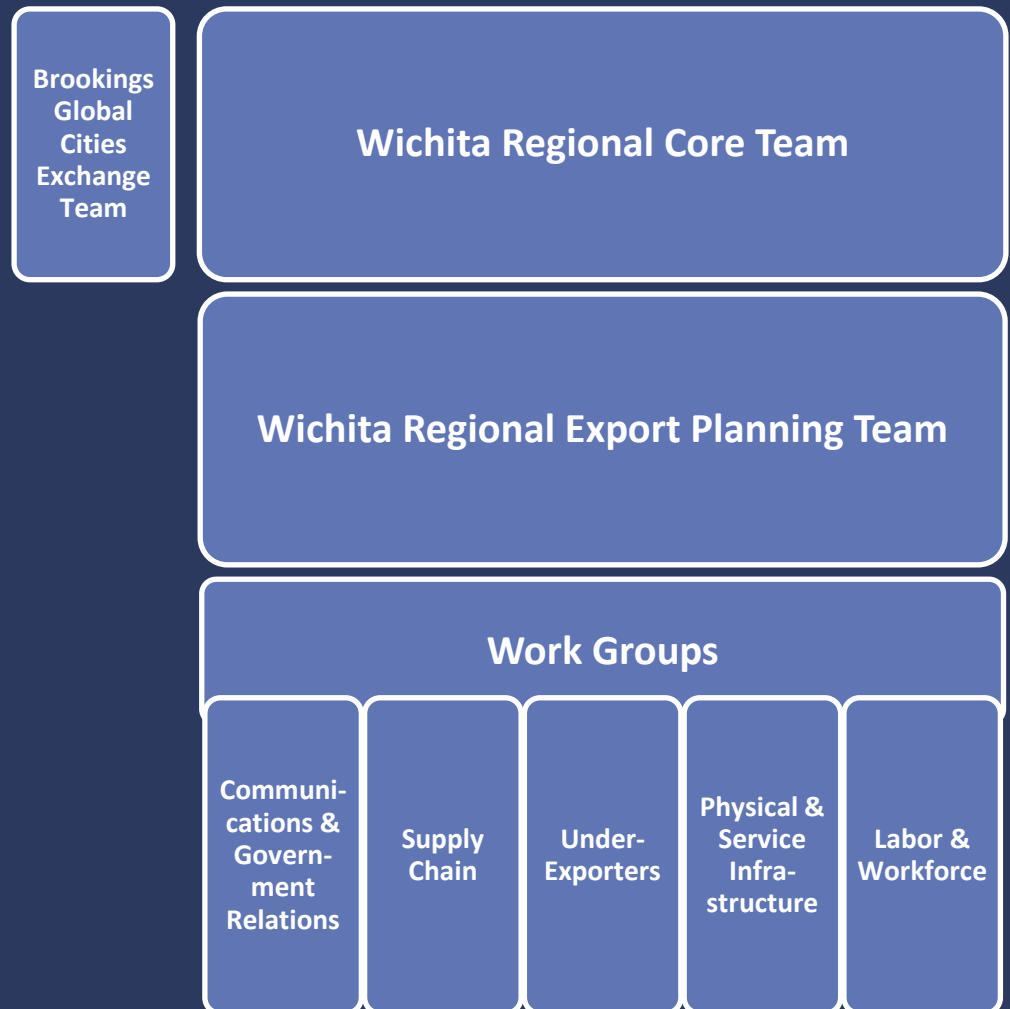 Brookings
Global
Cities
Exchange
Team
Wichita Regional Core Team
Wichita Regional Export Planning Team
Work Groups
Communi-
cations &
Govern-
ment
Relations
Supply
Chain
Under-
Exporters
Physical &
Service
Infra-
structure
Labor &
Workforce